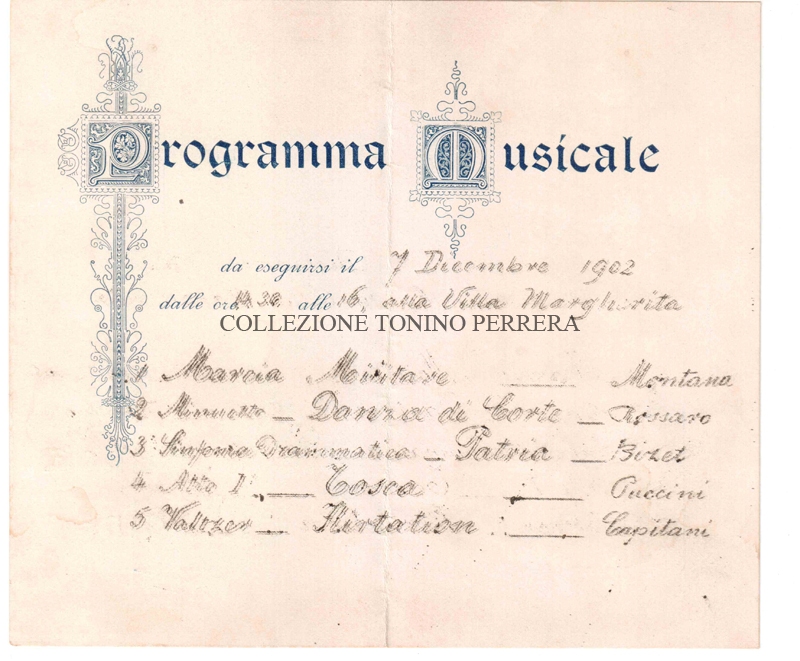 Programma Musicale
da eseguirsi il 7 Dicembre 1902
dalle ore 14.30 alle 16, alla Villa Margherita
COLLEZIONE TONINO PERRERA
1 Marcia Militare Montana
2 Minuetto - Danza di Corte -
3 Sinfonia Drammatica - Patria - Bizet
4 Atto 1° - Tosca - Puccini
5 Valtzer - Flirtation - Capitani